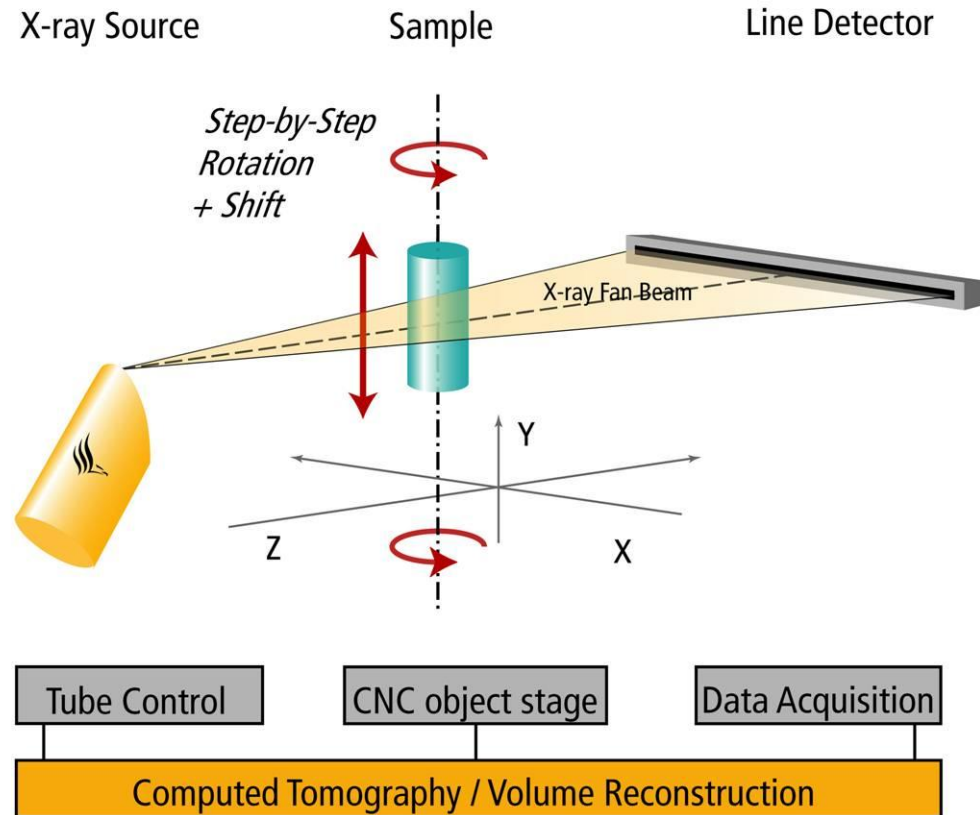 X-ray Source
Sample
Line Detector
Step-by-Step
Rotation
+ Shift
X-ray Fan Beam
Y
Z
X
Tube Control
CNC object stage
Data Acquisition
Computed Tomography / Volume Reconstruction